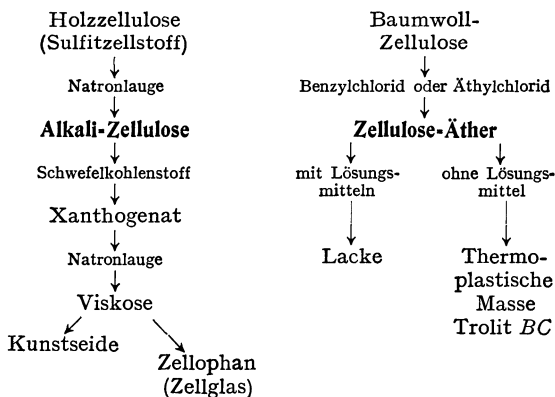 Holzzellulose
(Sulfitzellstoff)
Natronlauge
Alkali-Zellulose
Schwefelkohlenstoff
Xanthogenat
Natronlauge
Viskose
Kunstseide
Zellophan
(Zellglas)
Baumwoll-
Zellulose
Benzylchlorid oder Äthylchlorid
Zellulose-Äther
mit Lösungs-
mitteln
Lacke
ohne Lösungs-
mittel
Thermo-
plastische
Masse
Trolit BC